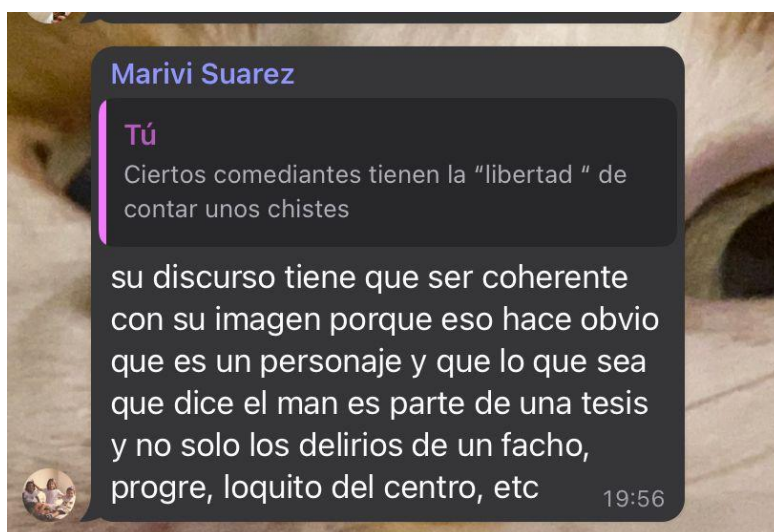 Marivi Suarez
Tú
Ciertos comediantes tienen la “libertad “ de
contar unos chistes
su discurso tiene que ser coherente
con su imagen porque eso hace obvio
que es un personaje y que lo que sea
que dice el man es parte de una tesis
y no solo los delirios de un facho,
progre, loquito del centro, etc
19:56